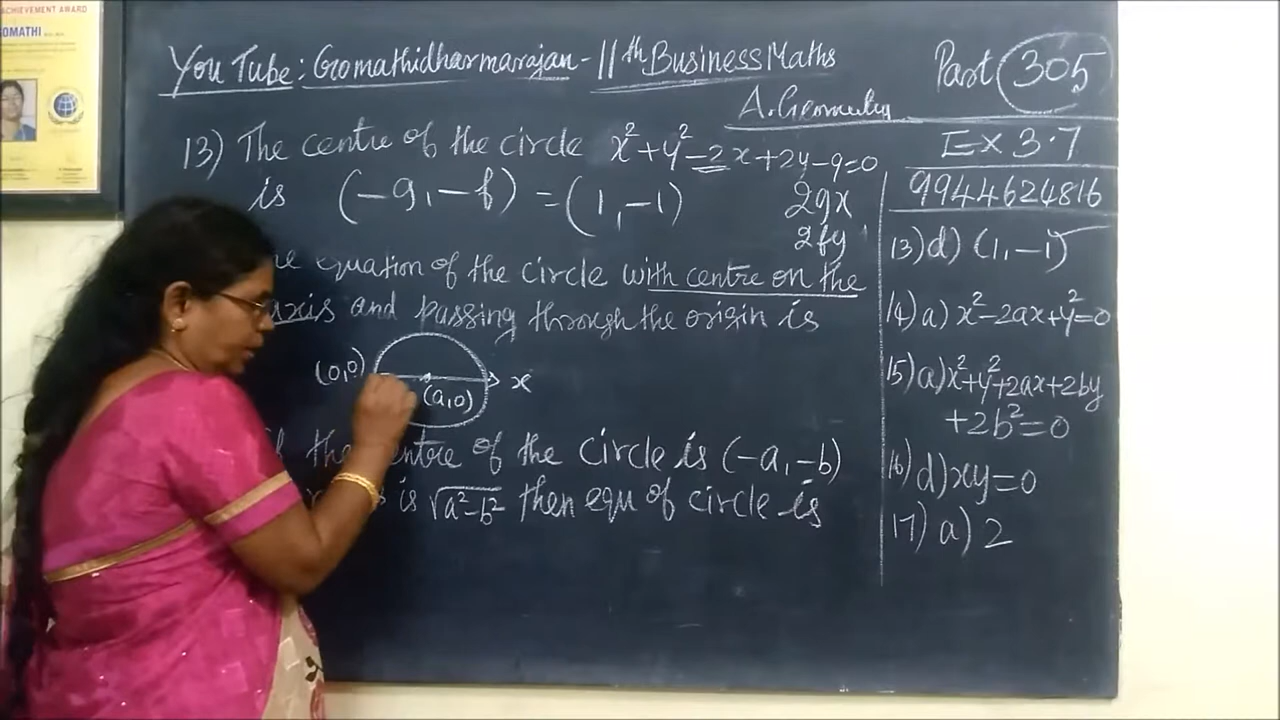 ACHIEVEMENT AWARD
OMATHI
You Tube: Gomathidharmarajan - 11th Business Maths
Part 305
A. Geometry
Ex 3.7
9944624816
13) The centre of the circle x²+y²-2x+2y-9=0
is (-g,-f) = (1,-1)
2gx
2fy
equation of the circle with centre on the
axis and passing through the origin is
(0,0)
(a,0)
x
the centre of the circle is (-a,-b)
is √a²-b² then equ of circle is
13) d) (1,-1)
14) a) x²-2ax+y²=0
15) a) x²+y²+2ax+2by
+2b²=0
16) d) xy=0
17) a) 2